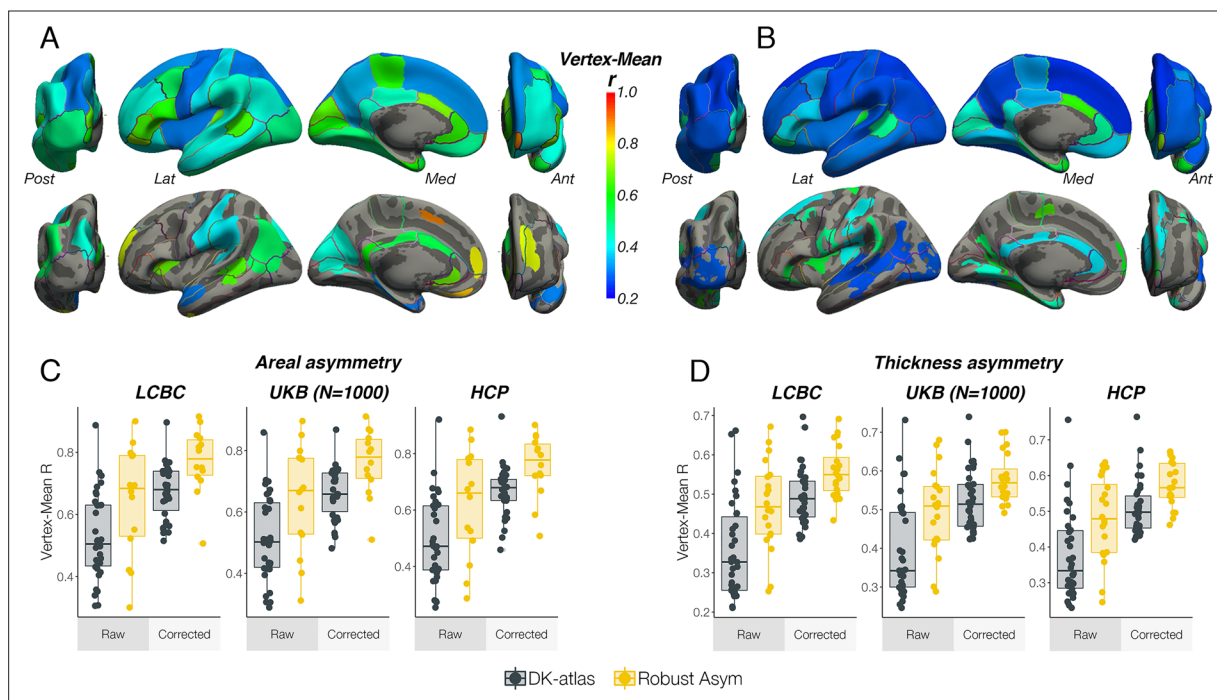 A
B
Vertex-Mean
r
1.0
0.8
0.6
0.4
0.2
Post
Lat
Med
Ant
Post
Lat
Med
Ant
C
Areal asymmetry
LCBC
UKB (N=1000)
HCP
Vertex-Mean R
0.8
0.6
0.4
0.8
0.6
0.4
0.8
0.6
0.4
Raw
Corrected
Raw
Corrected
Raw
Corrected
D
Thickness asymmetry
LCBC
UKB (N=1000)
HCP
Vertex-Mean R
0.7
0.6
0.5
0.4
0.3
0.2
0.7
0.6
0.5
0.4
0.3
0.7
0.6
0.5
0.4
0.3
Raw
Corrected
Raw
Corrected
Raw
Corrected
DK-atlas
Robust Asym